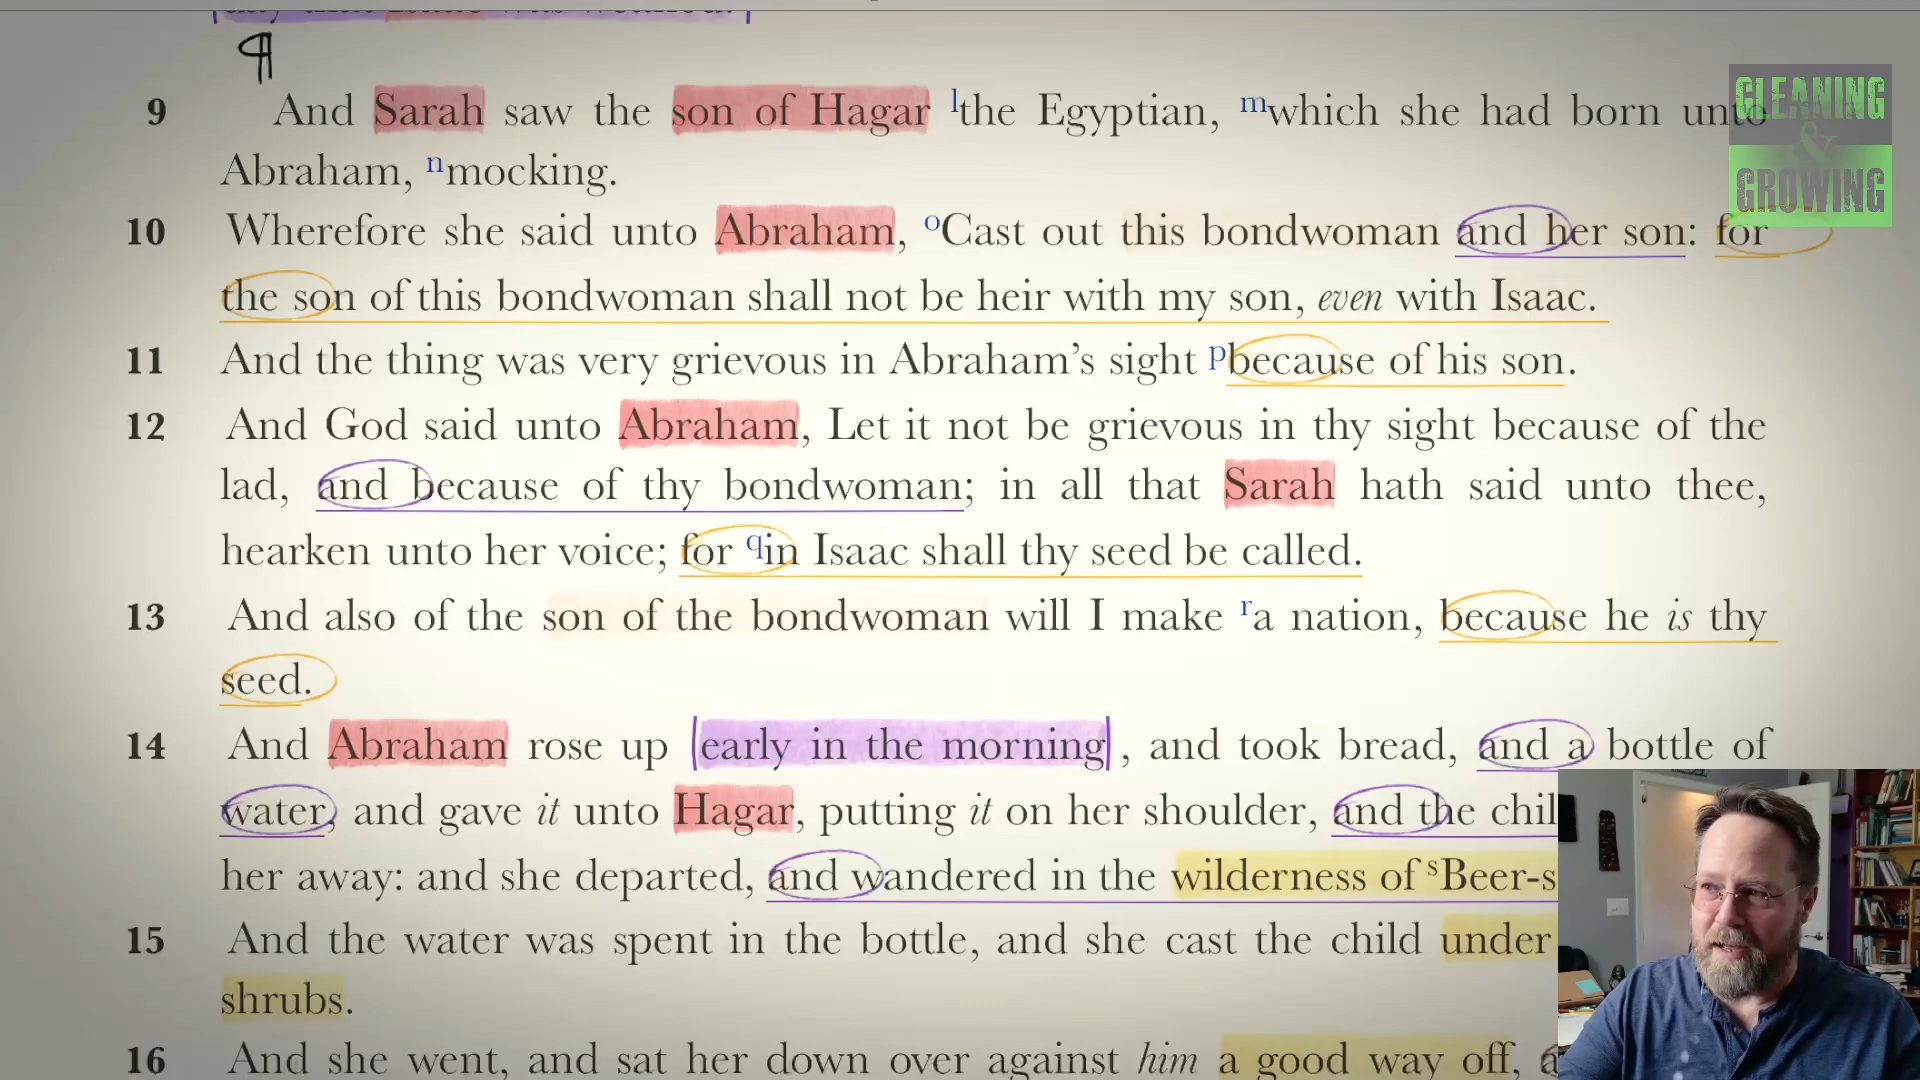 ¶
9 And Sarah saw the son of Hagar lthe Egyptian, mwhich she had born unto
Abraham, nmocking.
10 Wherefore she said unto Abraham, oCast out this bondwoman and her son: for
the son of this bondwoman shall not be heir with my son, even with Isaac.
11 And the thing was very grievous in Abraham’s sight pbecause of his son.
12 And God said unto Abraham, Let it not be grievous in thy sight because of the
lad, and because of thy bondwoman; in all that Sarah hath said unto thee,
hearken unto her voice; for qin Isaac shall thy seed be called.
13 And also of the son of the bondwoman will I make ra nation, because he is thy
seed.
14 And Abraham rose up early in the morning, and took bread, and a bottle of
water, and gave it unto Hagar, putting it on her shoulder, and the chil
her away: and she departed, and wandered in the wilderness of sBeer-s
15 And the water was spent in the bottle, and she cast the child under
shrubs.
16 And she went, and sat her down over against him a good way off,
GLEANING
&
GROWING